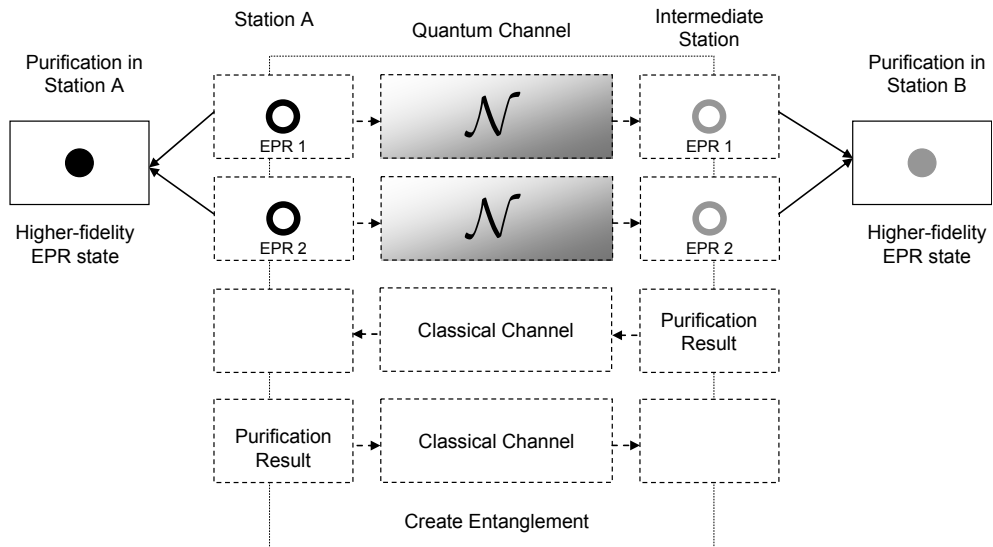 Station A
Quantum Channel
Intermediate
Station
Purification in
Station A
Purification in
Station B
𝒩
EPR 1
EPR 1
𝒩
EPR 2
EPR 2
Higher-fidelity
EPR state
Higher-fidelity
EPR state
Classical Channel
Purification
Result
Purification
Result
Classical Channel
Create Entanglement